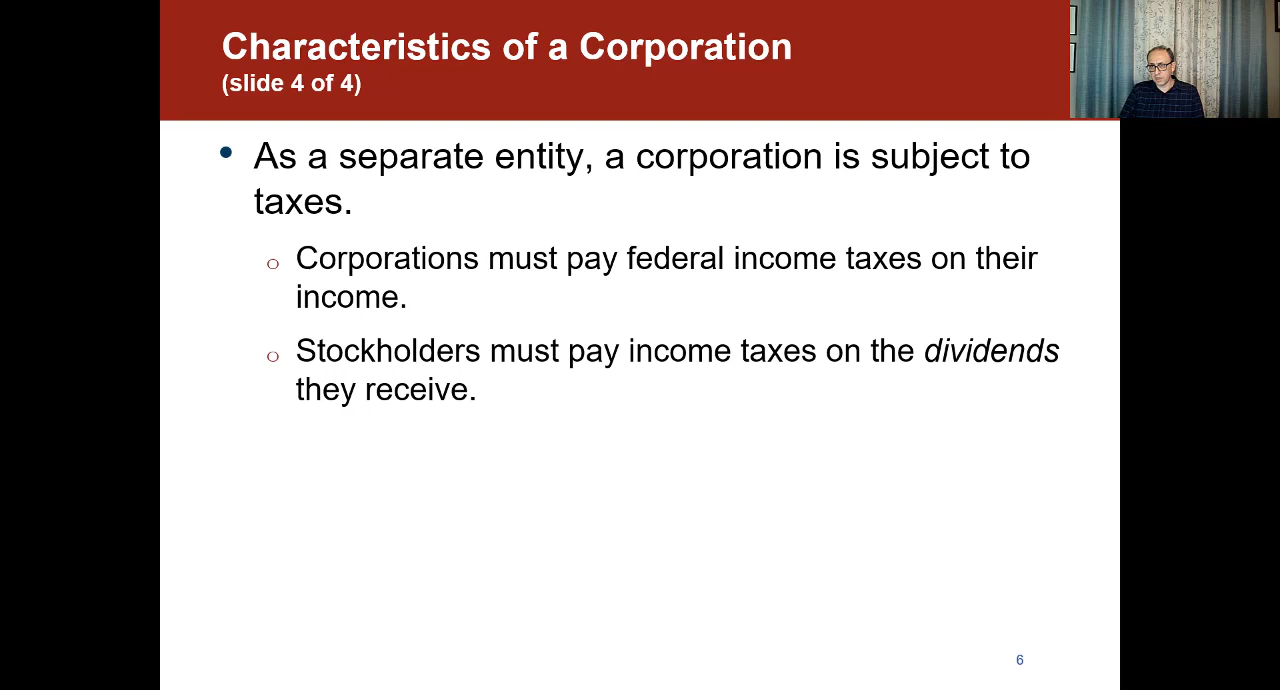 Characteristics of a Corporation
(slide 4 of 4)
• As a separate entity, a corporation is subject to
taxes.
○ Corporations must pay federal income taxes on their
income.
○ Stockholders must pay income taxes on the dividends
they receive.
6